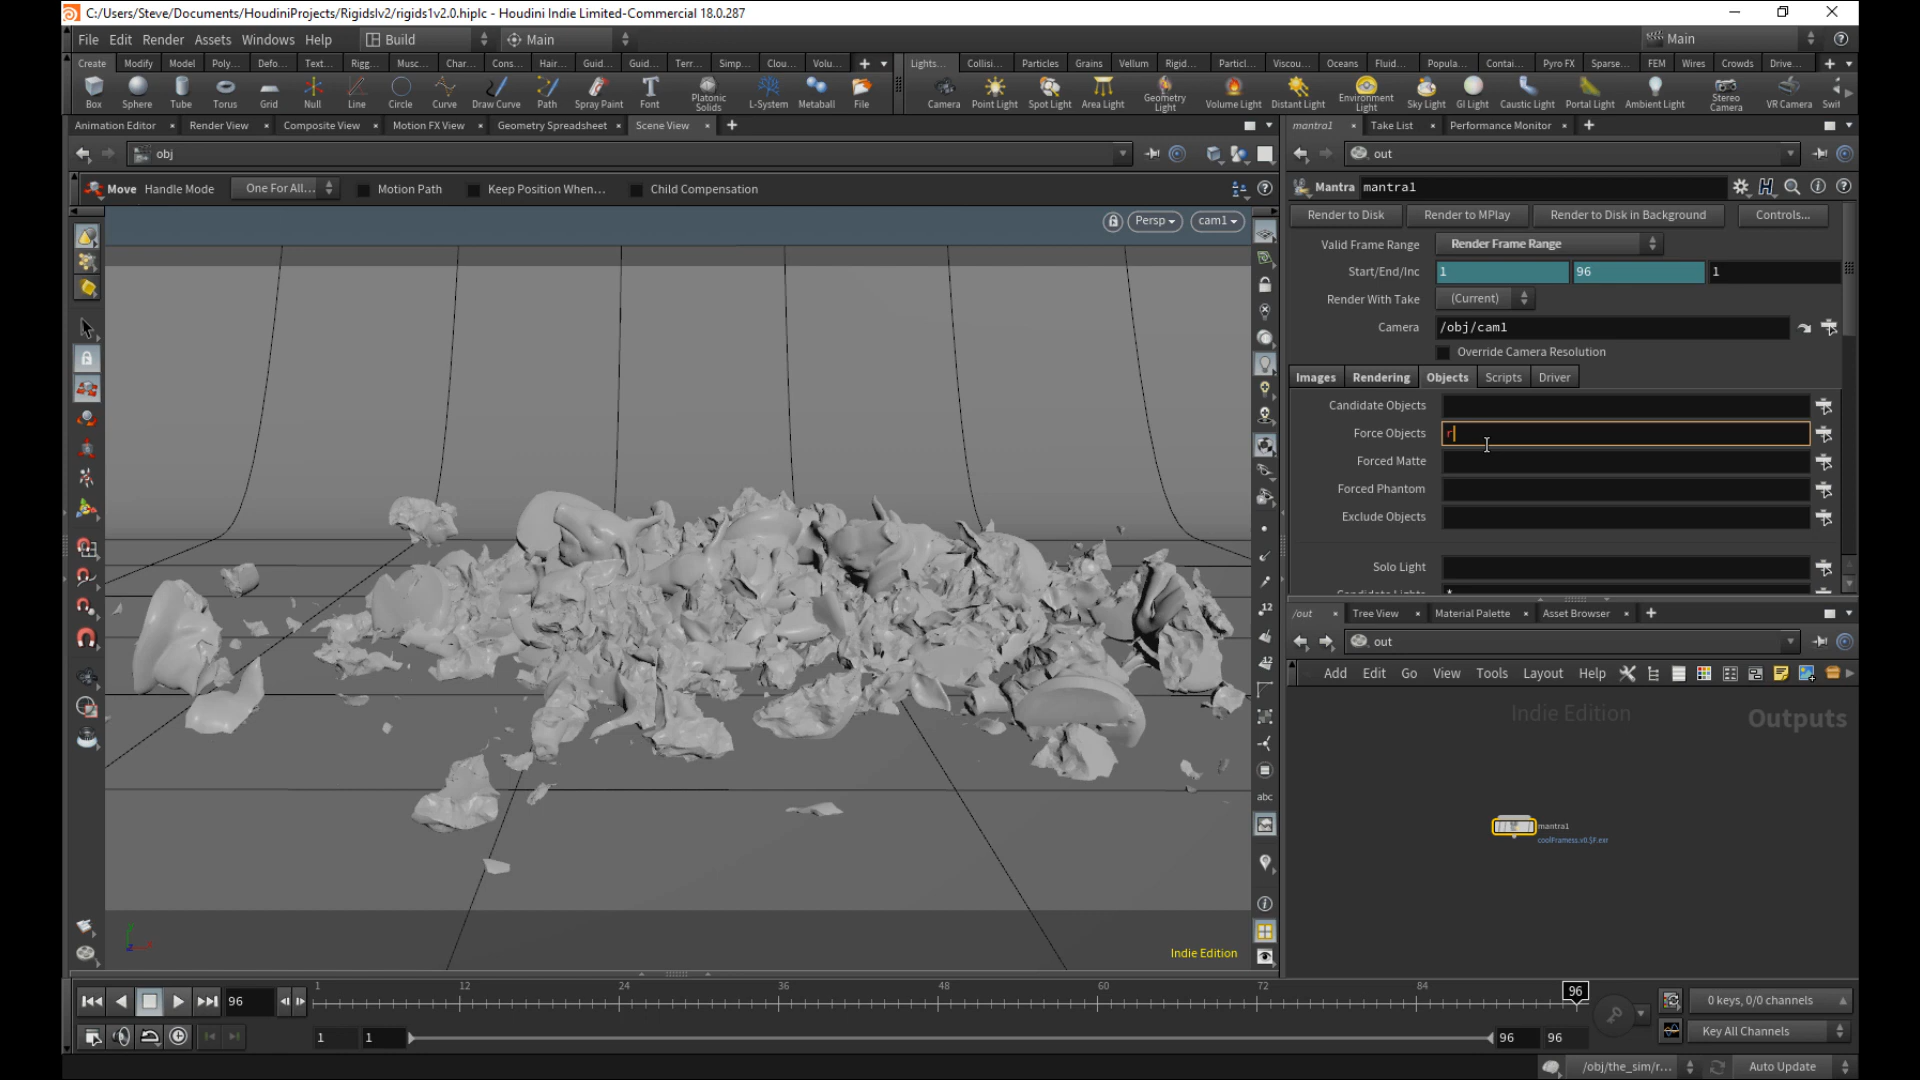 C:/Users/Steve/Documents/HoudiniProjects/Rigidslv2/rigids1v2.0.hiplc - Houdini Indie Limited-Commercial 18.0.287
File Edit Render Assets Windows Help Build Main Main
Create Modify Model Poly... Defo... Text... Rigg... Musc... Char... Cons... Hair... Guid... Guid... Terr... Simp... Clou... Volu...
Lights... Collisi... Particles Grains Vellum Rigid... Particl... Viscou... Oceans Fluid... Popula... Contai... Pyro FX Sparse... FEM Wires Crowds Drive...
Box Sphere Tube Torus Grid Null Line Circle Curve Draw Curve Path Spray Paint Font Platonic Solids L-System Metaball File
Camera Point Light Spot Light Area Light Geometry Light Volume Light Distant Light Environment Light Sky Light GI Light Caustic Light Portal Light Ambient Light Stereo Camera VR Camera Swit
Animation Editor Render View Composite View Motion FX View Geometry Spreadsheet Scene View
mantra1 Take List Performance Monitor
obj
out
Move Handle Mode One For All... Motion Path Keep Position When... Child Compensation
Mantra mantra1
Persp cam1
Render to Disk Render to MPlay Render to Disk in Background Controls...
Valid Frame Range Render Frame Range
Start/End/Inc 1 96 1
Render With Take (Current)
Camera /obj/cam1
Override Camera Resolution
Images Rendering Objects Scripts Driver
Candidate Objects
Force Objects r
Forced Matte
Forced Phantom
Exclude Objects
Solo Light
Candidate Lights *
/out Tree View Material Palette Asset Browser
out
Add Edit Go View Tools Layout Help
Indie Edition Outputs
mantra1
coolFramess.v0.$F.exr
12
12
abc
Indie Edition
96 1 12 24 36 48 60 72 84 96 0 keys, 0/0 channels
1 1 96 96 Key All Channels
/obj/the_sim/r... Auto Update